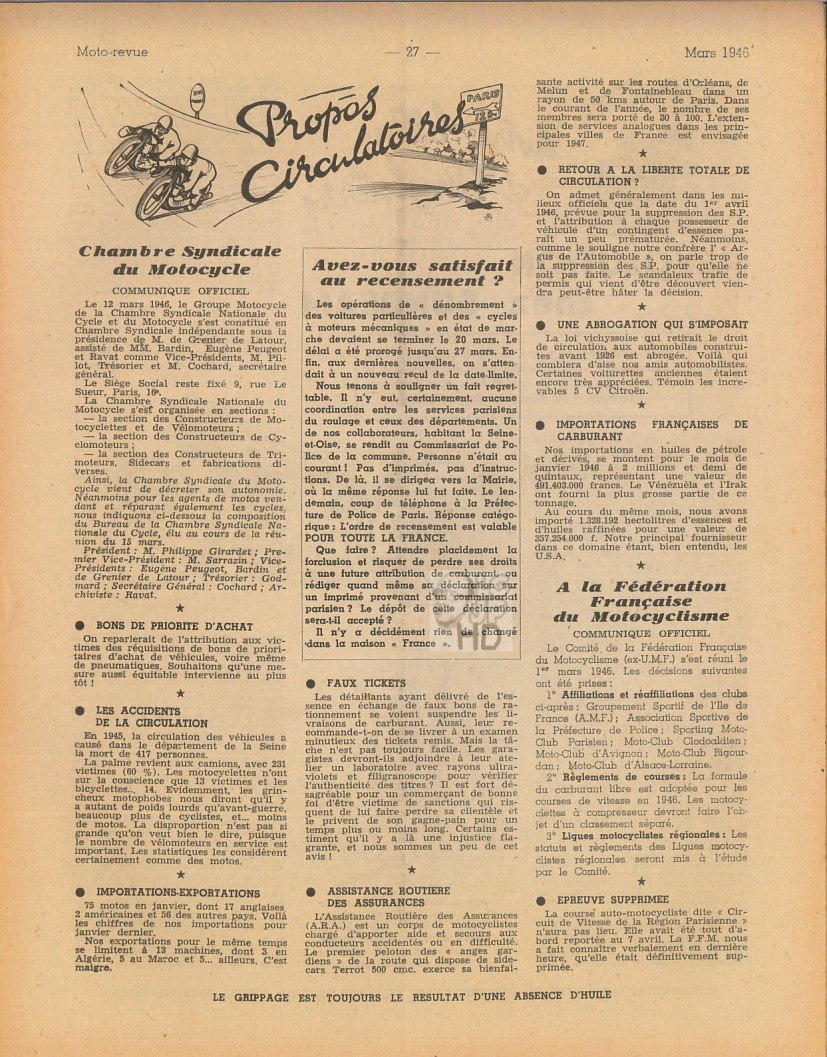 Moto-revue
— 27 —
Mars 1946
Propos
Circulatoires
PARIS
Chambre Syndicale
du Motocycle
COMMUNIQUE OFFICIEL
Le 12 mars 1946, le Groupe Motocycle
de la Chambre Syndicale Nationale du
Cycle et du Motocycle s'est constitué en
Chambre Syndicale indépendante sous la
présidence de M. de Grenier de Latour,
assisté de MM. Bardin, Eugène Peugeot
et Ravat comme Vice-Présidents, M. Pil-
lot, Trésorier et M. Cochard, secrétaire
général.
Le Siège Social reste fixé 9, rue Le
Sueur, Paris, 16e.
La Chambre Syndicale Nationale du
Motocycle s'est organisée en sections :
— la section des Constructeurs de Mo-
tocyclettes et de Vélomoteurs ;
— la section des Constructeurs de Cy-
clomoteurs ;
— la section des Constructeurs de Tri-
moteurs, Sidecars et fabrications di-
verses.
Ainsi, la Chambre Syndicale du Moto-
cycle vient de décréter son autonomie.
Néanmoins pour les agents de motos ven-
dant et réparant également les cycles,
nous indiquons ci-dessous la composition
du Bureau de la Chambre Syndicale Na-
tionale du Cycle, élu au cours de la réu-
nion du 15 mars.
Président : M. Philippe Girardet ; Pre-
mier Vice-Président : M. Sarrazin ; Vice-
Présidents : Eugène Peugeot, Bardin et
de Grenier de Latour ; Trésorier : God-
mard ; Secrétaire Général : Cochard ; Ar-
chiviste : Ravat.
★
● BONS DE PRIORITE D'ACHAT
On reparlerait de l'attribution aux vic-
times des réquisitions de bons de priori-
taires d'achat de véhicules, voire même
de pneumatiques. Souhaitons qu'une me-
sure aussi équitable intervienne au plus
tôt !
★
● LES ACCIDENTS
DE LA CIRCULATION
En 1945, la circulation des véhicules a
causé dans le département de la Seine
la mort de 417 personnes.
La palme revient aux camions, avec 231
victimes (60 %). Les motocyclettes n'ont
sur la conscience que 13 victimes et les
bicyclettes... 14. Evidemment, les grin-
cheux motophobes nous diront qu'il y
a autant de poids lourds qu'avant-guerre,
beaucoup plus de cyclistes, et... moins
de motos. La disproportion n'est pas si
grande qu'on veut bien le dire, puisque
le nombre de vélomoteurs en service est
important. Les statistiques les considèrent
certainement comme des motos.
★
● IMPORTATIONS-EXPORTATIONS
75 motos en janvier, dont 17 anglaises,
2 américaines et 56 des autres pays. Voilà
les chiffres de nos importations pour
janvier dernier.
Nos exportations pour le même temps
se limitent à 13 machines, dont 3 en
Algérie, 5 au Maroc et 5... ailleurs. C'est
maigre.
Avez-vous satisfait
au recensement ?
Les opérations de « dénombrement »
des voitures particulières et des « cycles
à moteurs mécaniques » en état de mar-
che devaient se terminer le 20 mars. Le
délai a été prorogé jusqu'au 27 mars. En-
fin, aux dernières nouvelles, on s'atten-
dait à un nouveau recul de la date-limite.
Nous tenons à souligner un fait regret-
table. Il n'y eut, certainement, aucune
coordination entre les services parisiens
du roulage et ceux des départements. Un
de nos collaborateurs, habitant la Seine-
et-Oise, se rendit au Commissariat de Po-
lice de la commune. Personne n'était au
courant ! Pas d'imprimés, pas d'instruc-
tions. De là, il se dirigea vers la Mairie,
où la même réponse lui fut faite. Le len-
demain, coup de téléphone à la Préfec-
ture de Police de Paris. Réponse catégo-
rique : L'ordre de recensement est valable
POUR TOUTE LA FRANCE.
Que faire ? Attendre placidement la
forclusion et risquer de perdre ses droits
à une future attribution de carburant ou
rédiger quand même sa déclaration sur
un imprimé provenant d'un commissariat
parisien ? Le dépôt de cette déclaration
sera-t-il accepté ?
Il n'y a décidément rien de changé
dans la maison « France ».
HD
● FAUX TICKETS
Les détaillants ayant délivré de l'es-
sence en échange de faux bons de ra-
tionnement se voient suspendre les li-
vraisons de carburant. Aussi, leur re-
commande-t-on de se livrer à un examen
minutieux des tickets remis. Mais la tâ-
che n'est pas toujours facile. Les gara-
gistes devront-ils adjoindre à leur ate-
lier un laboratoire avec rayons ultra-
violets et filigranoscope pour vérifier
l'authenticité des titres ? Il est fort dé-
sagréable pour un commerçant de bonne
foi d'être victime de sanctions qui ris-
quent de lui faire perdre sa clientèle et
le privent de son gagne-pain pour un
temps plus ou moins long. Certains es-
timent qu'il y a là une injustice fla-
grante, et nous sommes un peu de cet
avis !
★
● ASSISTANCE ROUTIERE
DES ASSURANCES
L'Assistance Routière des Assurances
(A.R.A.) est un corps de motocyclistes
chargé d'apporter aide et secours aux
conducteurs accidentés ou en difficulté.
Le premier peloton des « anges gar-
diens » de la route qui dispose de side-
cars Terrot 500 cmc. exerce sa bienfai-
sante activité sur les routes d'Orléans, de
Melun et de Fontainebleau dans un
rayon de 50 kms autour de Paris. Dans
le courant de l'année, le nombre de ses
membres sera porté de 30 à 100. L'exten-
sion de services analogues dans les prin-
cipales villes de France est envisagée
pour 1947.
★
● RETOUR A LA LIBERTE TOTALE DE
CIRCULATION ?
On admet généralement dans les mi-
lieux officiels que la date du 1er avril
1946, prévue pour la suppression des S.P.
et l'attribution à chaque possesseur de
véhicule d'un contingent d'essence pa-
raît un peu prématurée. Néanmoins,
comme le souligne notre confrère l' « Ar-
gus de l'Automobile », on parle trop de
la suppression des S.P. pour qu'elle ne
soit pas faite. Le scandaleux trafic de
permis qui vient d'être découvert vien-
dra peut-être hâter la décision.
★
● UNE ABROGATION QUI S'IMPOSAIT
La loi vichyssoise qui retirait le droit
de circulation aux automobiles construi-
tes avant 1926 est abrogée. Voilà qui
comblera d'aise nos amis automobilistes.
Certaines voiturettes anciennes étaient
encore très appréciées. Témoin les incre-
vables 5 CV Citroën.
★
● IMPORTATIONS FRANÇAISES DE
CARBURANT
Nos importations en huiles de pétrole
et dérivés, se montent pour le mois de
janvier 1946 à 2 millions et demi de
quintaux, représentant une valeur de
491.403.000 francs. Le Vénézuéla et l'Irak
ont fourni la plus grosse partie de ce
tonnage.
Au cours du même mois, nous avons
importé 1.328.192 hectolitres d'essences et
d'huiles raffinées pour une valeur de
357.254.000 f. Notre principal fournisseur
dans ce domaine étant, bien entendu, les
U.S.A.
★
A la Fédération
Française
du Motocyclisme
COMMUNIQUE OFFICIEL
Le Comité de la Fédération Française
du Motocyclisme (ex-U.M.F.) s'est réuni le
1er mars 1946. Les décisions suivantes
ont été prises :
1° Affiliations et réaffiliations des clubs
ci-après : Groupement Sportif de l'Ile de
France (A.M.F.) ; Association Sportive de
la Préfecture de Police ; Sporting Moto-
Club Parisien ; Moto-Club Clodoaldien ;
Moto-Club d'Avignon ; Moto-Club Bigour-
dan ; Moto-Club d'Alsace-Lorraine.
2° Règlements de courses : La formule
du carburant libre est adoptée pour les
courses de vitesse en 1946. Les motocy-
clettes à compresseur devront faire l'ob-
jet d'un classement séparé.
3° Ligues motocyclistes régionales : Les
statuts et règlements des Ligues motocy-
clistes régionales seront mis à l'étude
par le Comité.
★
● EPREUVE SUPPRIMEE
La course auto-motocycliste dite « Cir-
cuit de Vitesse de la Région Parisienne »
n'aura pas lieu. Elle avait été tout d'a-
bord reportée au 7 avril. La F.F.M. nous
a fait connaître verbalement en dernière
heure, qu'elle était définitivement sup-
primée.
LE GRIPPAGE EST TOUJOURS LE RESULTAT D'UNE ABSENCE D'HUILE